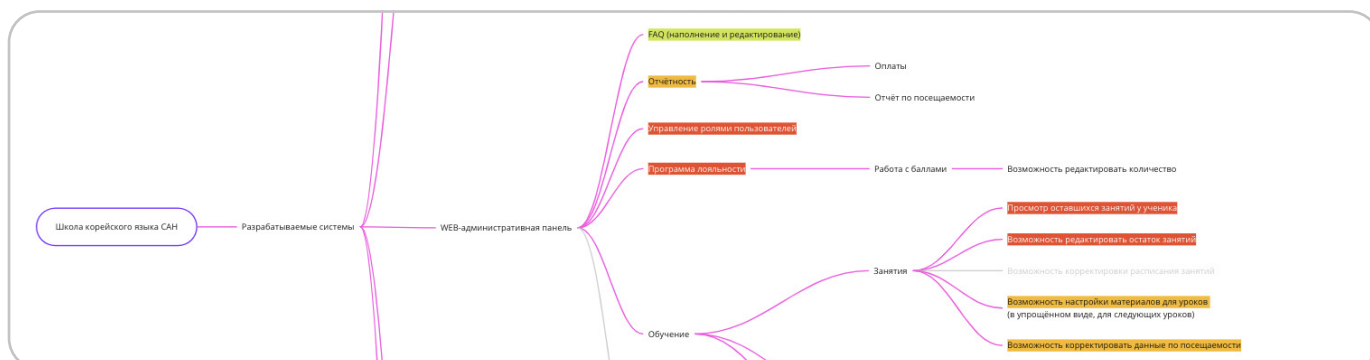 FAQ (наполнение и редактирование)
Отчётность
Оплаты
Отчёт по посещаемости
Управление ролями пользователей
Программа лояльности
Работа с баллами
Возможность редактировать количество
Школа корейского языка САН
Разрабатываемые системы
WEB-административная панель
Обучение
Занятия
Просмотр оставшихся занятий у ученика
Возможность редактировать остаток занятий
Возможность корректировки расписания занятий
Возможность настройки материалов для уроков
(в упрощённом виде, для следующих уроков)
Возможность корректировать данные по посещаемости